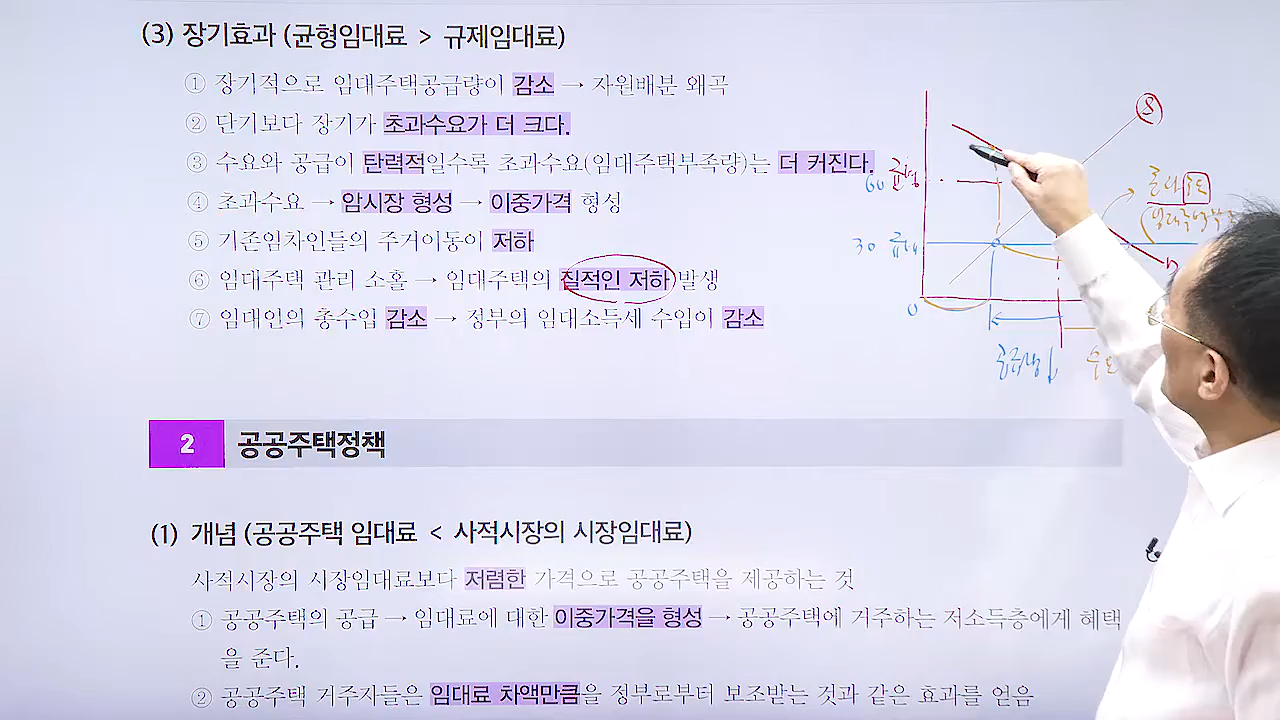 (3) 장기효과 (균형임대료 > 규제임대료)
① 장기적으로 임대주택공급량이 감소 → 자원배분 왜곡
② 단기보다 장기가 초과수요가 더 크다.
③ 수요와 공급이 탄력적일수록 초과수요(임대주택부족량)는 더 커진다.
④ 초과수요 → 암시장 형성 → 이중가격 형성
⑤ 기존임차인들의 주거이동이 저하
⑥ 임대주택 관리 소홀 → 임대주택의 질적인 저하 발생
⑦ 임대인의 총수입 감소 → 정부의 임대소득세 수입이 감소
S
60
30
0
D
공급량
수요
2 공공주택정책
(1) 개념 (공공주택 임대료 < 사적시장의 시장임대료)
사적시장의 시장임대료보다 저렴한 가격으로 공공주택을 제공하는 것
① 공공주택의 공급 → 임대료에 대한 이중가격을 형성 → 공공주택에 거주하는 저소득층에게 혜택
을 준다.
② 공공주택 거주자들은 임대료 차액만큼을 정부로부터 보조받는 것과 같은 효과를 얻음